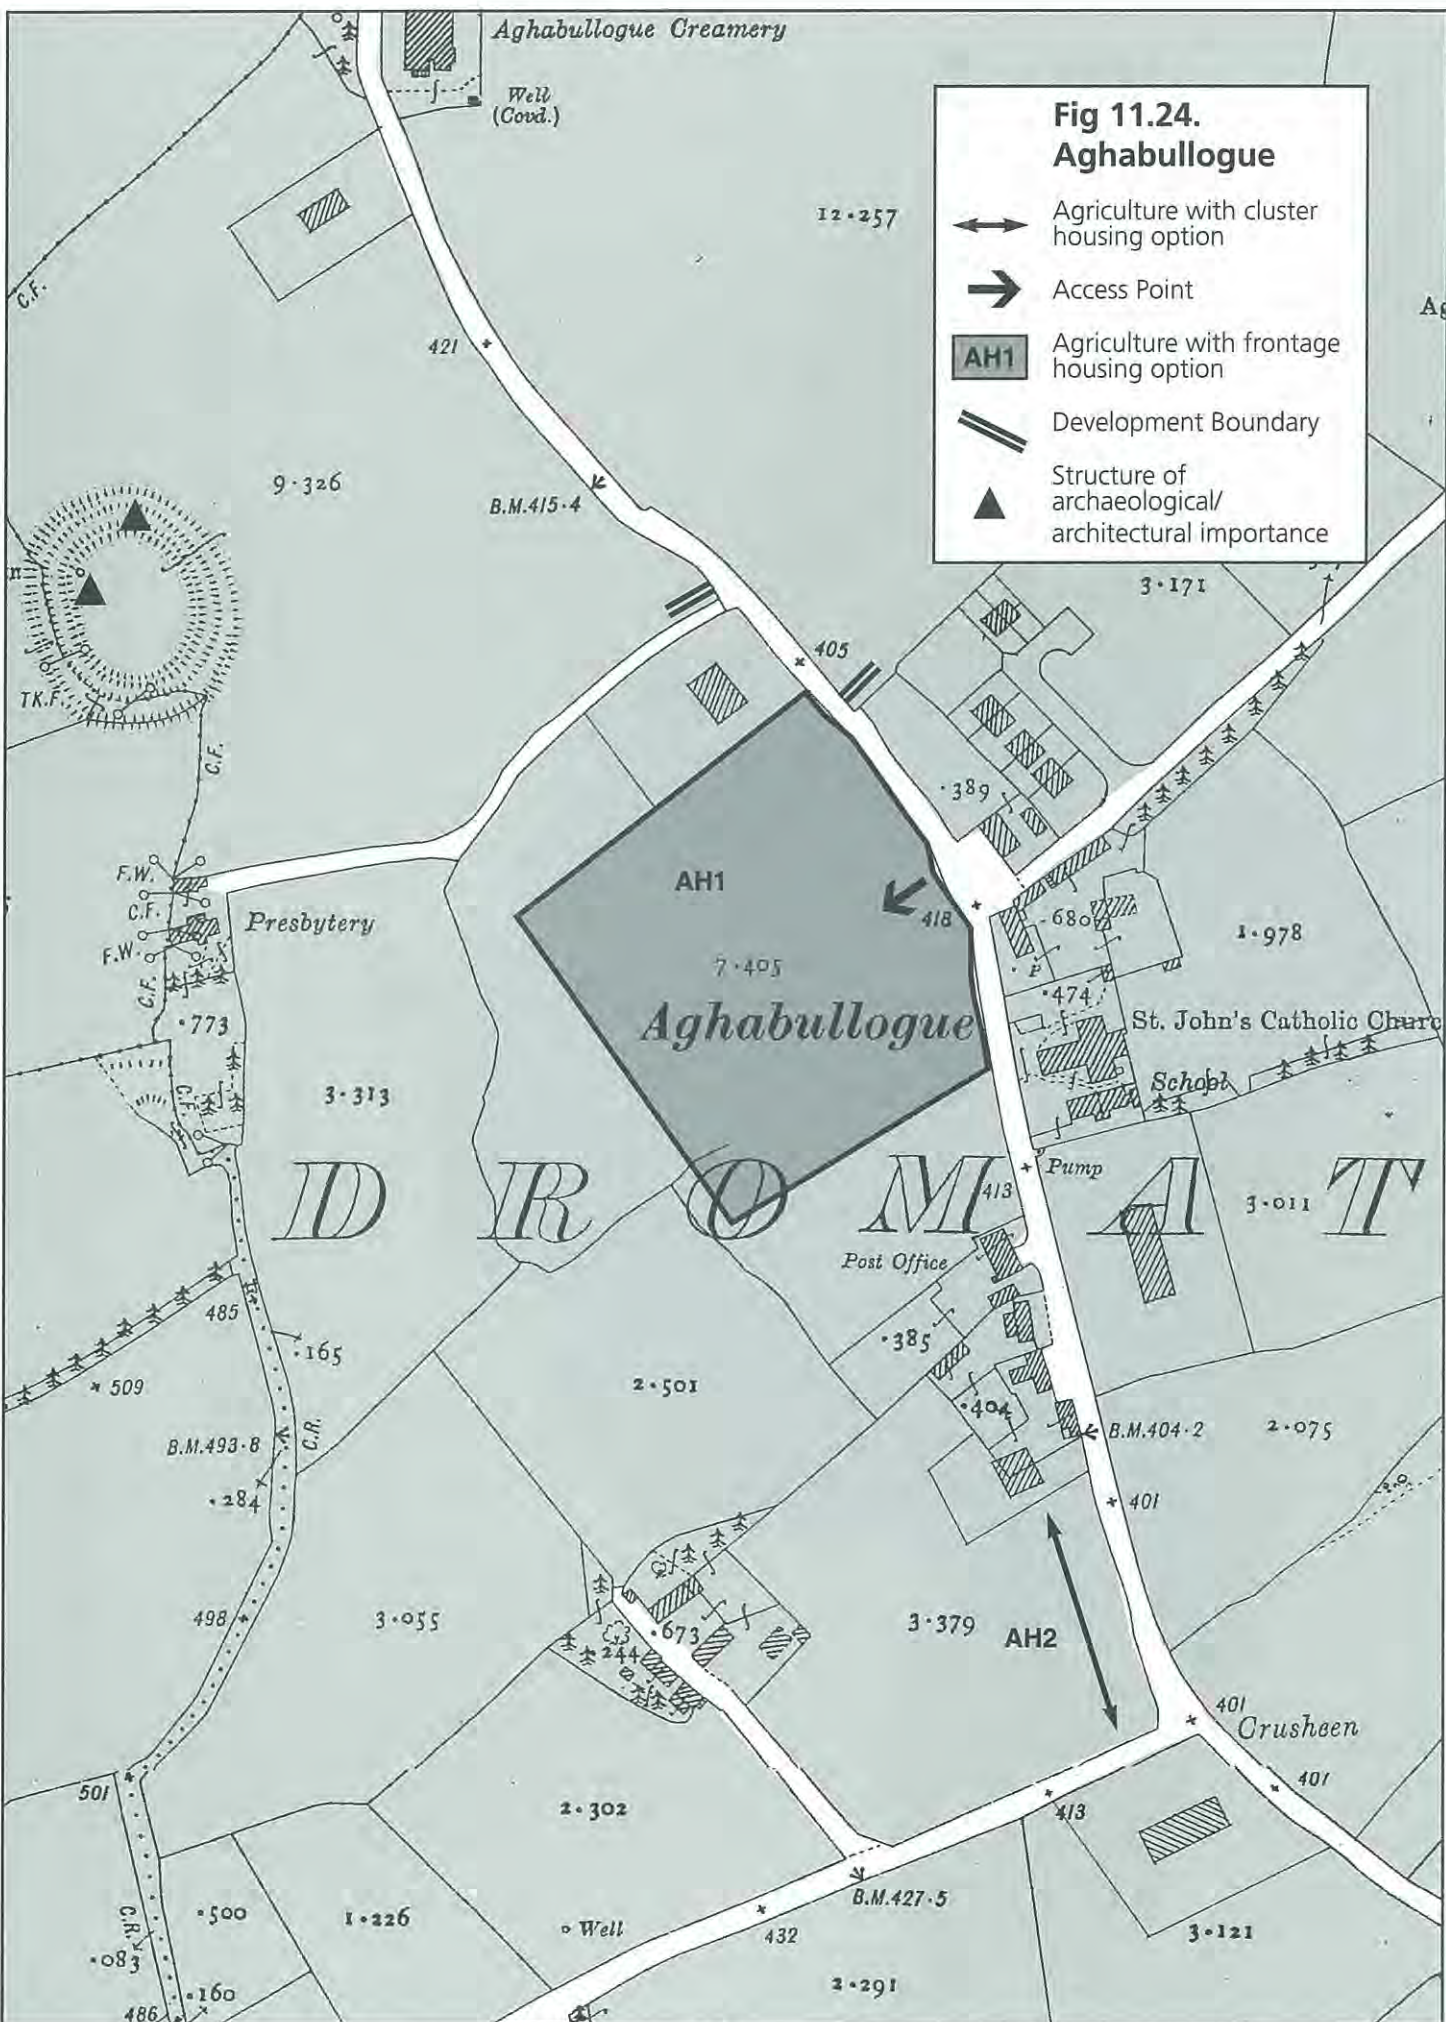 Aghabullogue Creamery
Well
(Covd.)
Fig 11.24.
Aghabullogue
Agriculture with cluster
housing option
Access Point
AH1
Agriculture with frontage
housing option
Development Boundary
Structure of
archaeological/
architectural importance
12·257
C.F.
Ag
421
9·326
B.M.415·4
3·171
405
TK.F.
C.F.
·389
F.W.
C.F.
F.W.
C.F.
Presbytery
AH1
418
·680
1·978
P
7·405
·474
Aghabullogue
St. John's Catholic Churc
·773
School
C.F.
3·313
DROMAT
Pump
413
3·011
Post Office
485
·165
·385
509
2·501
·404
B.M.404·2
2·075
B.M.493·8
C.R.
·284
401
498
3·055
·673
244
3·379
AH2
401
Crusheen
501
401
413
2·302
B.M.427·5
C.R.
·500
1·226
Well
432
3·121
·083
2·291
·160
486